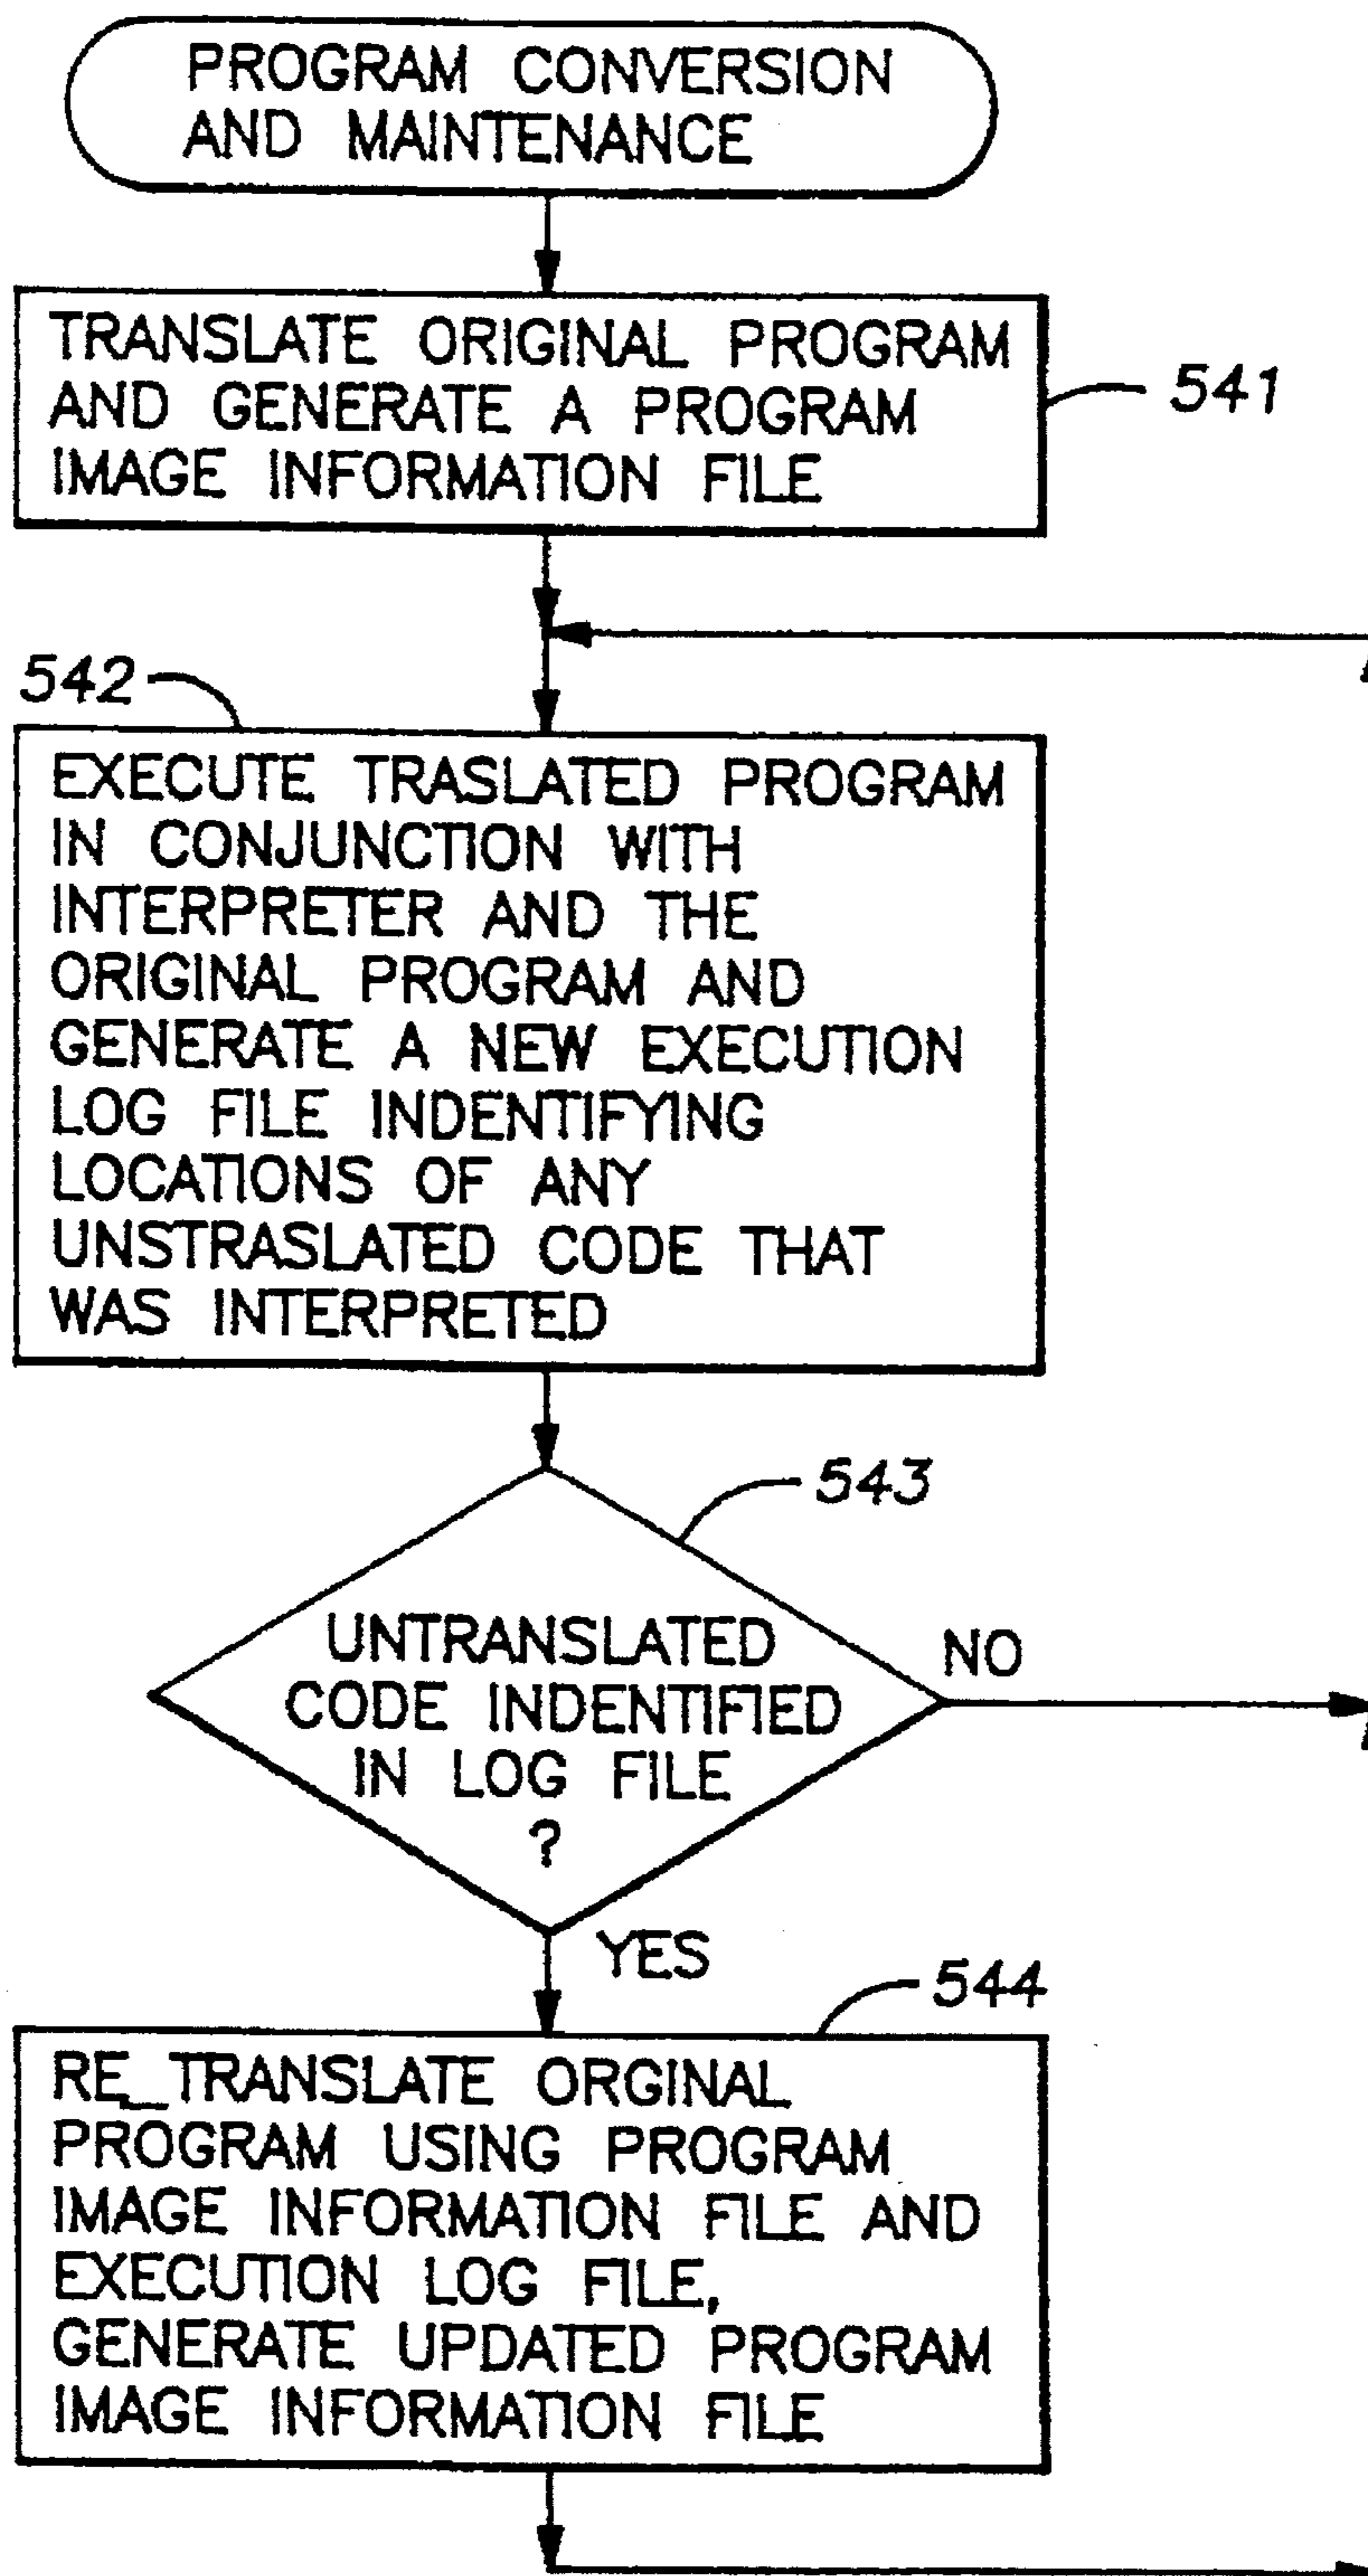 PROGRAM CONVERSION
AND MAINTENANCE
TRANSLATE ORIGINAL PROGRAM
AND GENERATE A PROGRAM
IMAGE INFORMATION FILE
541
542
EXECUTE TRASLATED PROGRAM
IN CONJUNCTION WITH
INTERPRETER AND THE
ORIGINAL PROGRAM AND
GENERATE A NEW EXECUTION
LOG FILE INDENTIFYING
LOCATIONS OF ANY
UNSTRASLATED CODE THAT
WAS INTERPRETED
543
UNTRANSLATED
CODE INDENTIFIED
IN LOG FILE
?
NO
YES
544
RE_TRANSLATE ORGINAL
PROGRAM USING PROGRAM
IMAGE INFORMATION FILE AND
EXECUTION LOG FILE,
GENERATE UPDATED PROGRAM
IMAGE INFORMATION FILE